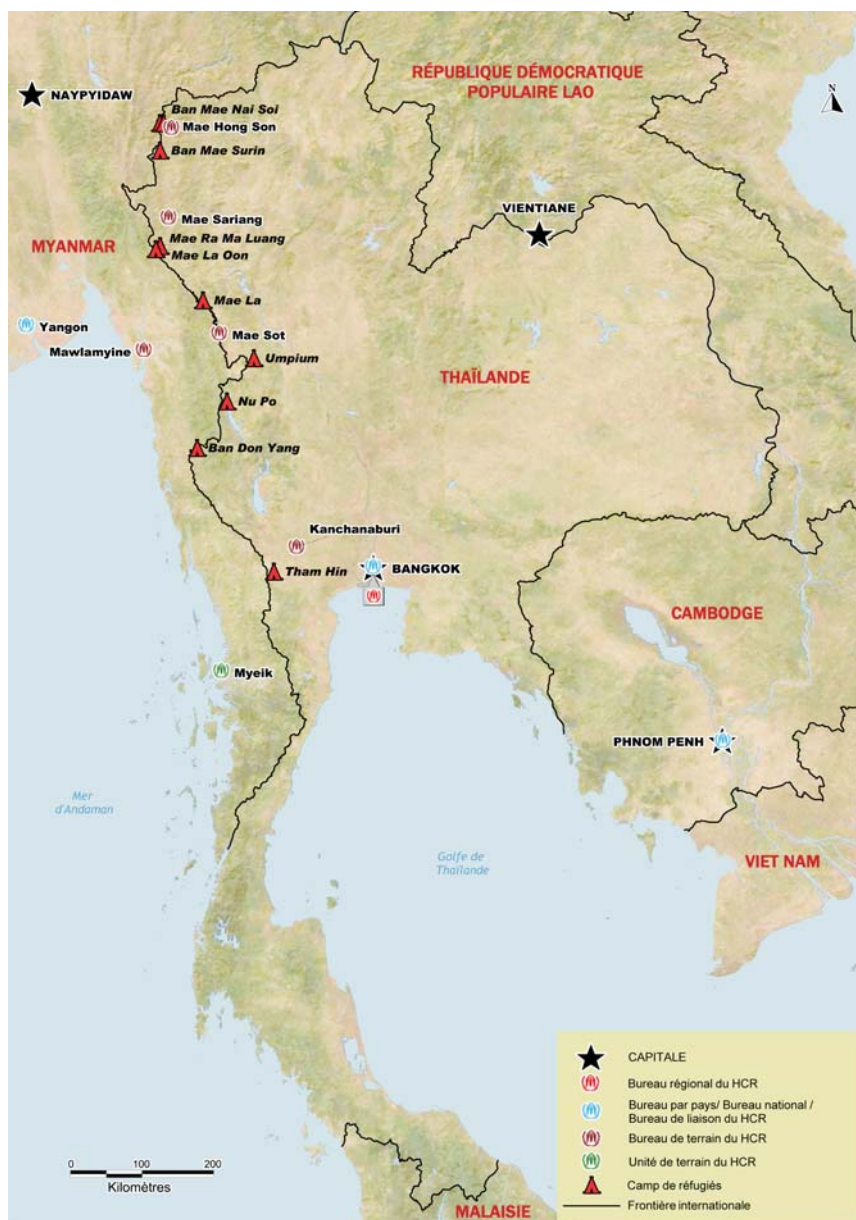 RÉPUBLIQUE DÉMOCRATIQUE
POPULAIRE LAO
N
NAYPYIDAW
Ban Mae Nai Soi
Mae Hong Son
Ban Mae Surin
Mae Sariang
VIENTIANE
MYANMAR
Mae Ra Ma Luang
Mae La Oon
Mae La
Yangon
Mae Sot
Mawlamyine
Umpium
THAÏLANDE
Nu Po
Ban Don Yang
Kanchanaburi
Tham Hin
BANGKOK
CAMBODGE
Myeik
PHNOM PENH
Mer
d'Andaman
Golfe de
Thaïlande
VIET NAM
CAPITALE
Bureau régional du HCR
Bureau par pays/ Bureau national /
Bureau de liaison du HCR
Bureau de terrain du HCR
Unité de terrain du HCR
Camp de réfugiés
Frontière internationale
0 100 200
Kilomètres
MALAISIE